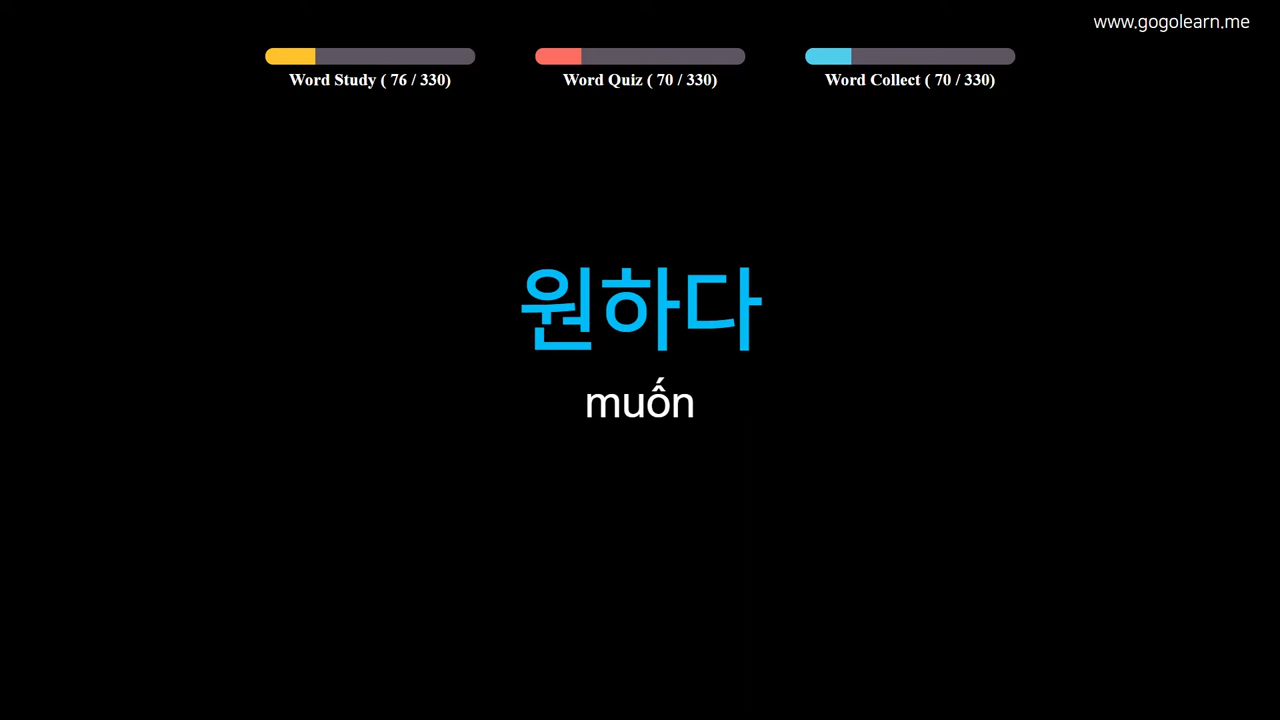 www.gogolearn.me
Word Study ( 76 / 330)
Word Quiz ( 70 / 330)
Word Collect ( 70 / 330)
원하다
muốn